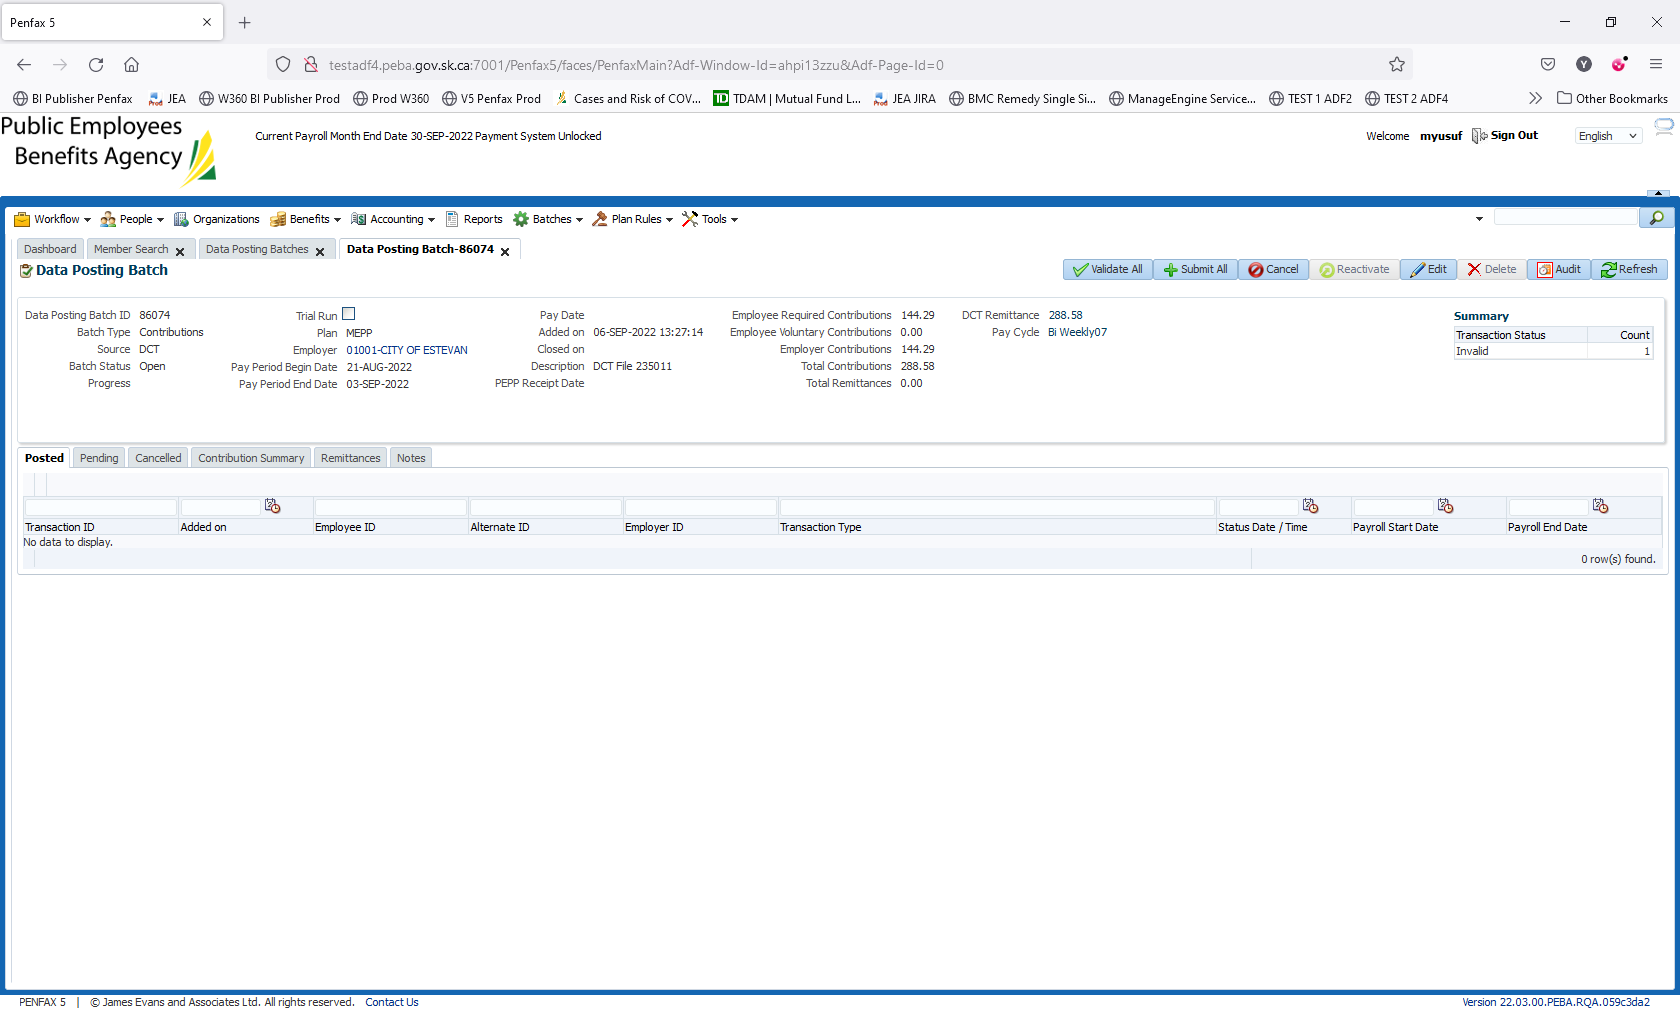 Penfax 5
testadf4.peba.gov.sk.ca:7001/Penfax5/faces/PenfaxMain?Adf-Window-Id=ahpi13zzu&Adf-Page-Id=0
Y
BI Publisher Penfax JEA W360 BI Publisher Prod Prod W360 V5 Penfax Prod Cases and Risk of COV... TD TDAM | Mutual Fund L... JEA JIRA BMC Remedy Single Si... ManageEngine Service... TEST 1 ADF2 TEST 2 ADF4 Other Bookmarks
Public Employees
Benefits Agency
Current Payroll Month End Date 30-SEP-2022 Payment System Unlocked
Welcome myusuf Sign Out English
Workflow People Organizations Benefits Accounting Reports Batches Plan Rules Tools
Dashboard Member Search Data Posting Batches Data Posting Batch-86074
Data Posting Batch
Validate All Submit All Cancel Reactivate Edit Delete Audit Refresh
Data Posting Batch ID 86074
Batch Type Contributions
Source DCT
Batch Status Open
Progress
Trial Run
Plan MEPP
Employer 01001-CITY OF ESTEVAN
Pay Period Begin Date 21-AUG-2022
Pay Period End Date 03-SEP-2022
Pay Date
Added on 06-SEP-2022 13:27:14
Closed on
Description DCT File 235011
PEPP Receipt Date
Employee Required Contributions 144.29
Employee Voluntary Contributions 0.00
Employer Contributions 144.29
Total Contributions 288.58
Total Remittances 0.00
DCT Remittance 288.58
Pay Cycle Bi Weekly07
Summary
Transaction Status Count
Invalid 1
Posted Pending Cancelled Contribution Summary Remittances Notes
Transaction ID Added on Employee ID Alternate ID Employer ID Transaction Type Status Date / Time Payroll Start Date Payroll End Date
No data to display.
0 row(s) found.
PENFAX 5 | © James Evans and Associates Ltd. All rights reserved. Contact Us
Version 22.03.00.PEBA.RQA.059c3da2